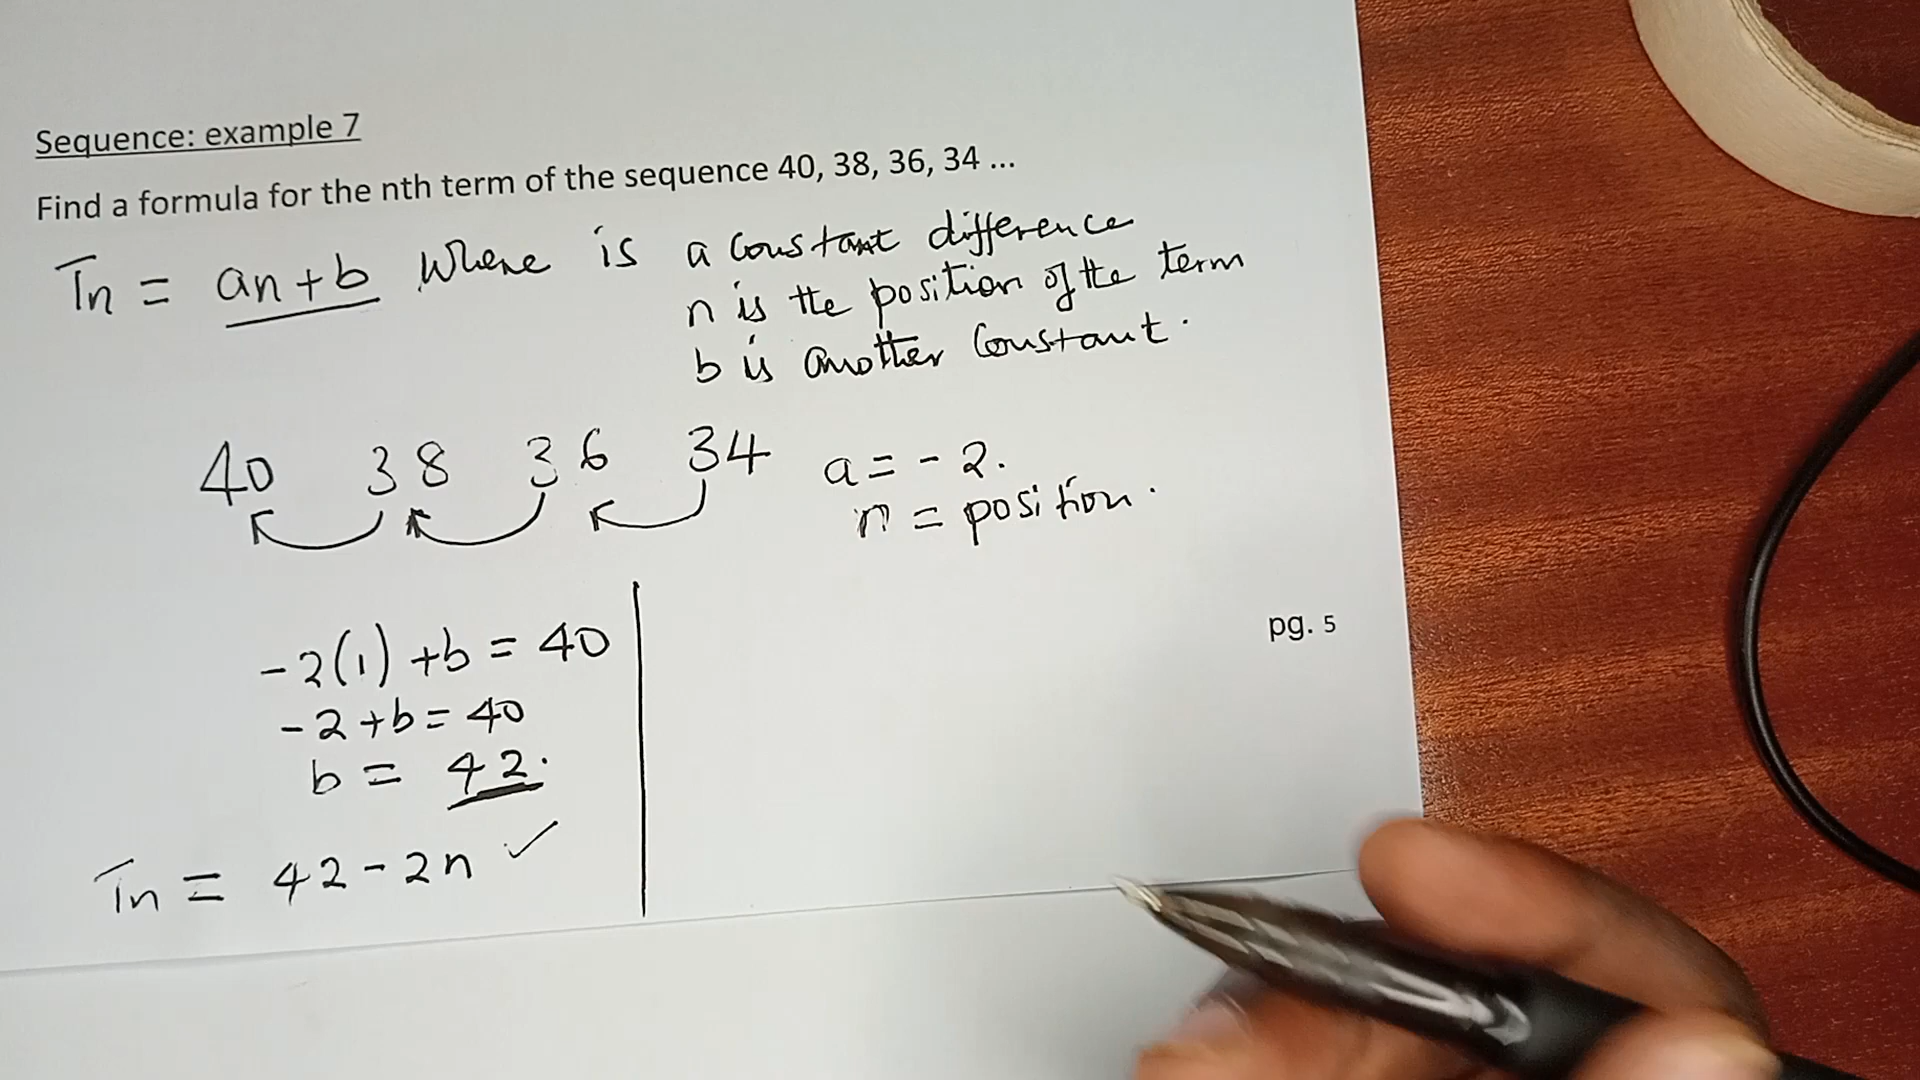 Sequence: example 7
Find a formula for the nth term of the sequence 40, 38, 36, 34 ...
Tn = an+b where is a constant difference
n is the position of the term
b is another constant.
40 38 36 34 a = -2.
n = position.
-2(1) +b = 40
pg. 5
-2 +b = 40
b = 42.
Tn = 42 - 2n ✓